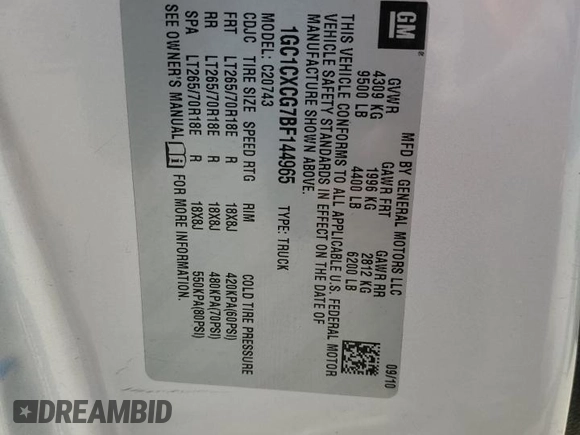 GM
MFD BY GENERAL MOTORS LLC
09/10
GVWR GAWR FRT GAWR RR
4309 KG 1996 KG 2812 KG
9500 LB 4400 LB 6200 LB
THIS VEHICLE CONFORMS TO ALL APPLICABLE U.S. FEDERAL MOTOR
VEHICLE SAFETY STANDARDS IN EFFECT ON THE DATE OF
MANUFACTURE SHOWN ABOVE.
1GC1CXCG7BF144965 TYPE: TRUCK
MODEL: C20743
CDJC TIRE SIZE SPEED RTG RIM COLD TIRE PRESSURE
FRT LT265/70R18E R 18X8J 420KPA(60PSI)
RR LT265/70R18E R 18X8J 480KPA(70PSI)
SPA LT265/70R18E R 18X8J 550KPA(80PSI)
SEE OWNER'S MANUAL FOR MORE INFORMATION.
DREAMBID